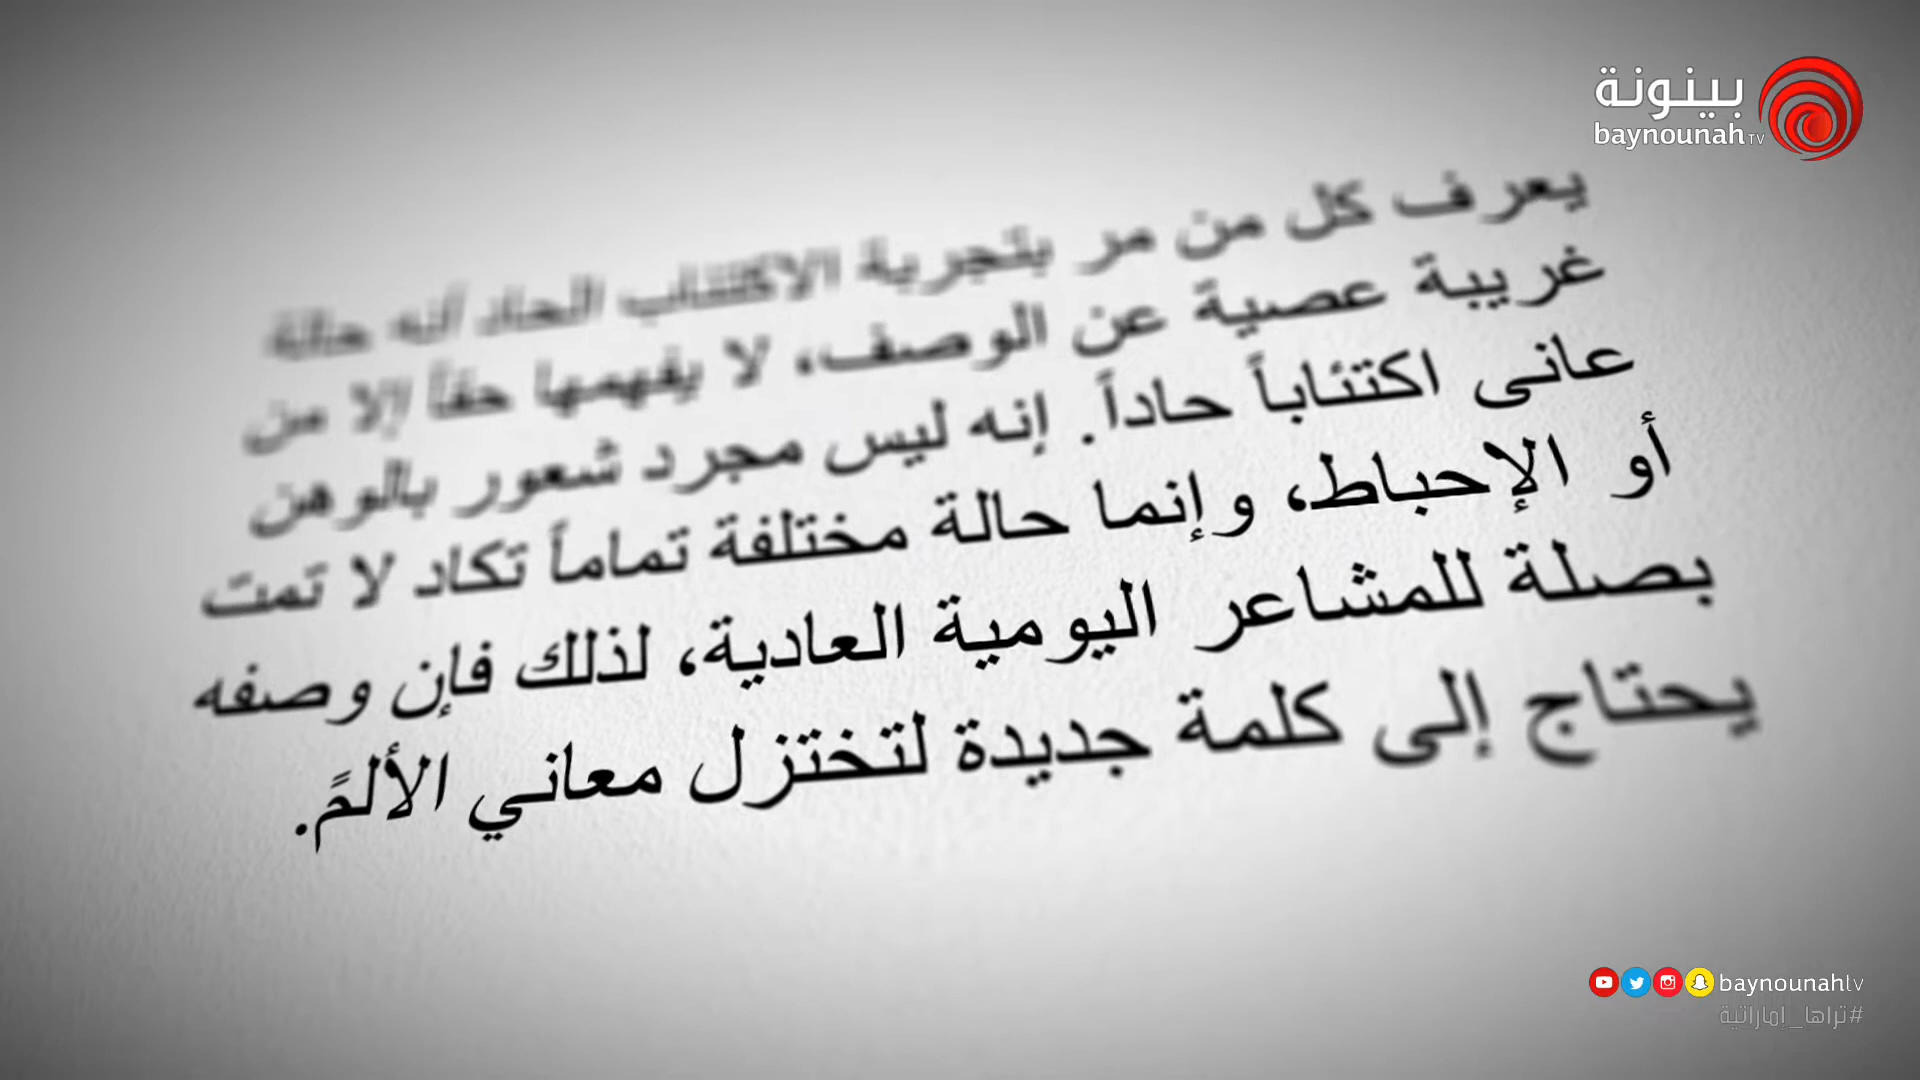 بينونة
baynounah TV
يعرف كل من مر بتجربة الاكتئاب الحاد أنه حالة
غريبة عصية عن الوصف، لا يفهمها حقاً إلا من
عانى اكتئاباً حاداً. إنه ليس مجرد شعور بالوهن
أو الإحباط، وإنما حالة مختلفة تماماً تكاد لا تمت
بصلة للمشاعر اليومية العادية، لذلك فإن وصفه
يحتاج إلى كلمة جديدة لتختزل معاني الألمً.
baynounahtv
#تراها_إماراتية